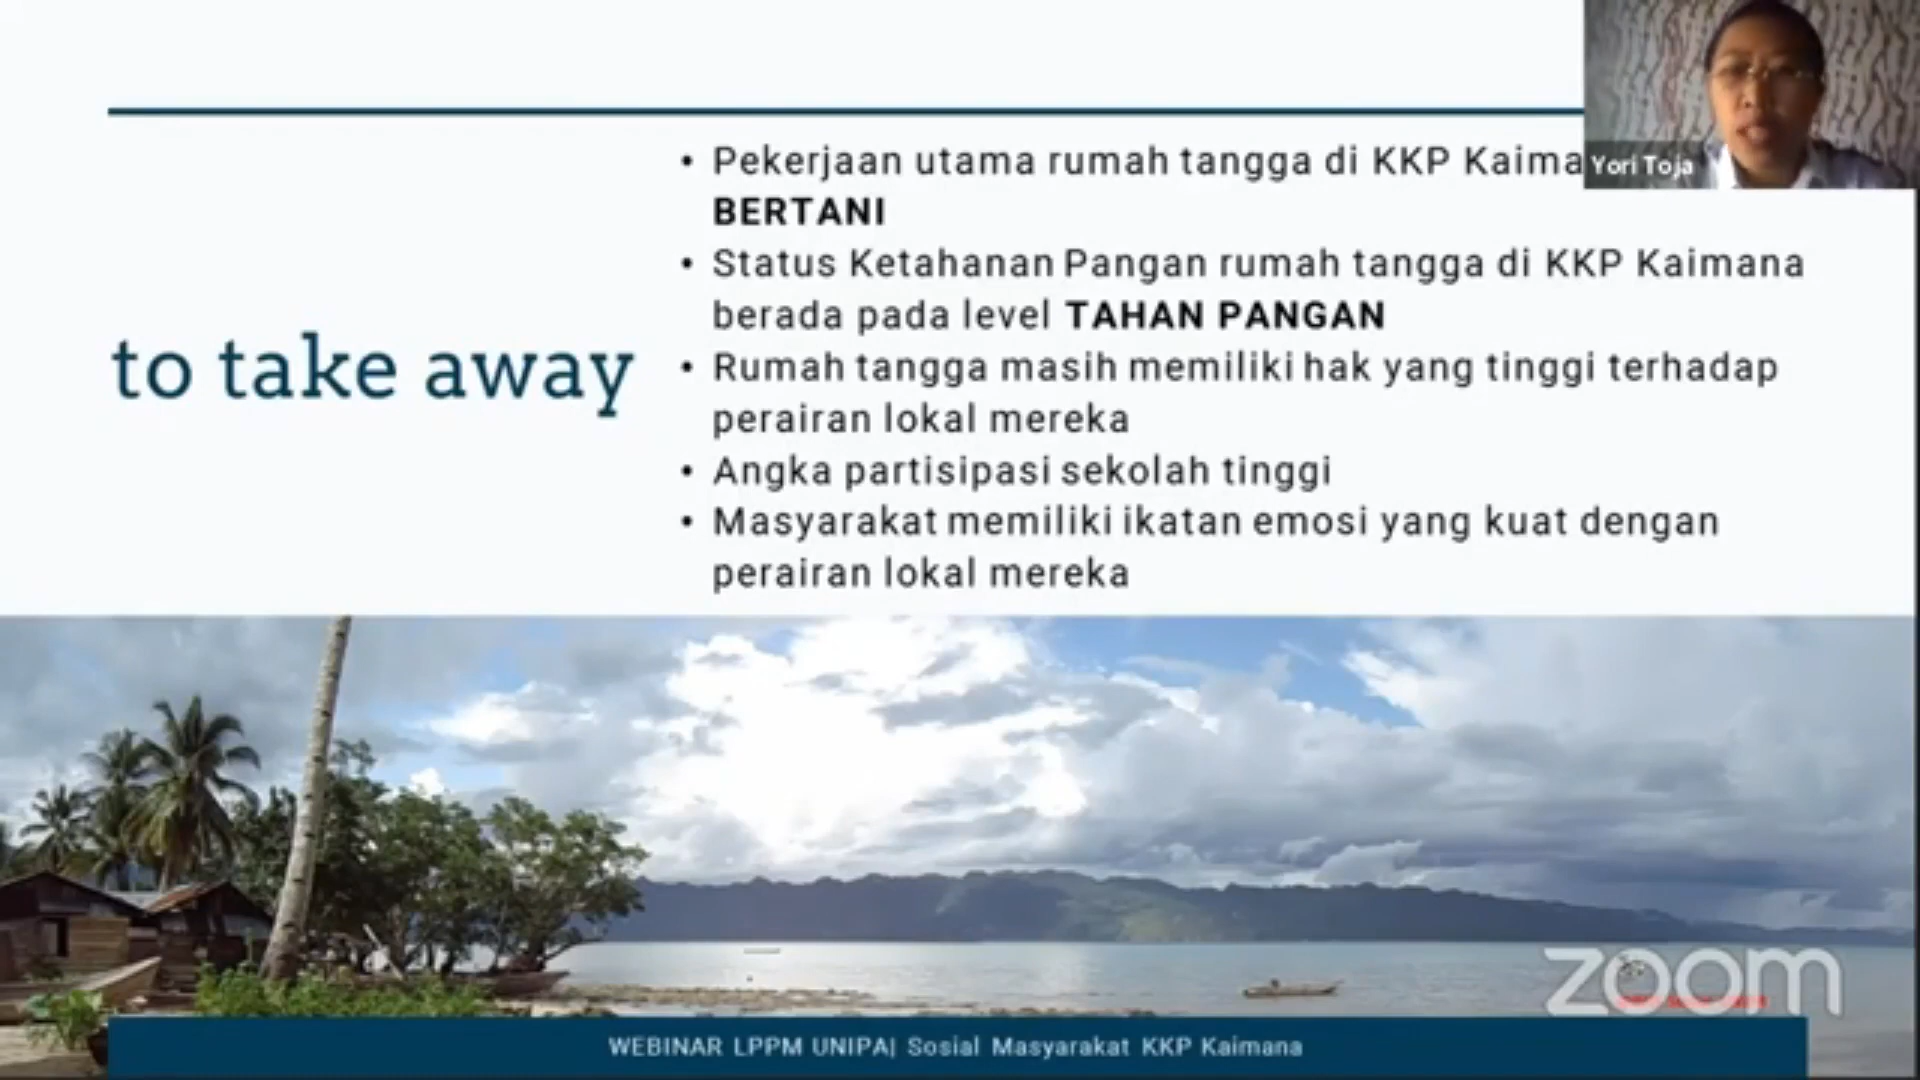 Pekerjaan utama rumah tangga di KKP Kaima
BERTANI
Status Ketahanan Pangan rumah tangga di KKP Kaimana
berada pada level TAHAN PANGAN
to take away
Rumah tangga masih memiliki hak yang tinggi terhadap
perairan lokal mereka
Angka partisipasi sekolah tinggi
Masyarakat memiliki ikatan emosi yang kuat dengan
perairan lokal mereka
Yori Toja
zoom
WEBINAR LPPM UNIPA| Sosial Masyarakat KKP Kaimana